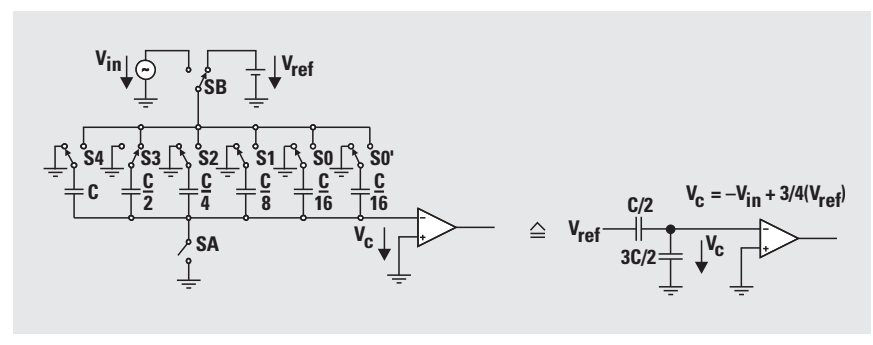 Vin
~
Vref
SB
S4
S3
S2
S1
S0
S0'
C
C/2
C/4
C/8
C/16
C/16
SA
Vc
−
+
≙
Vref
C/2
3C/2
Vc
Vc = –Vin + 3/4(Vref)
−
+